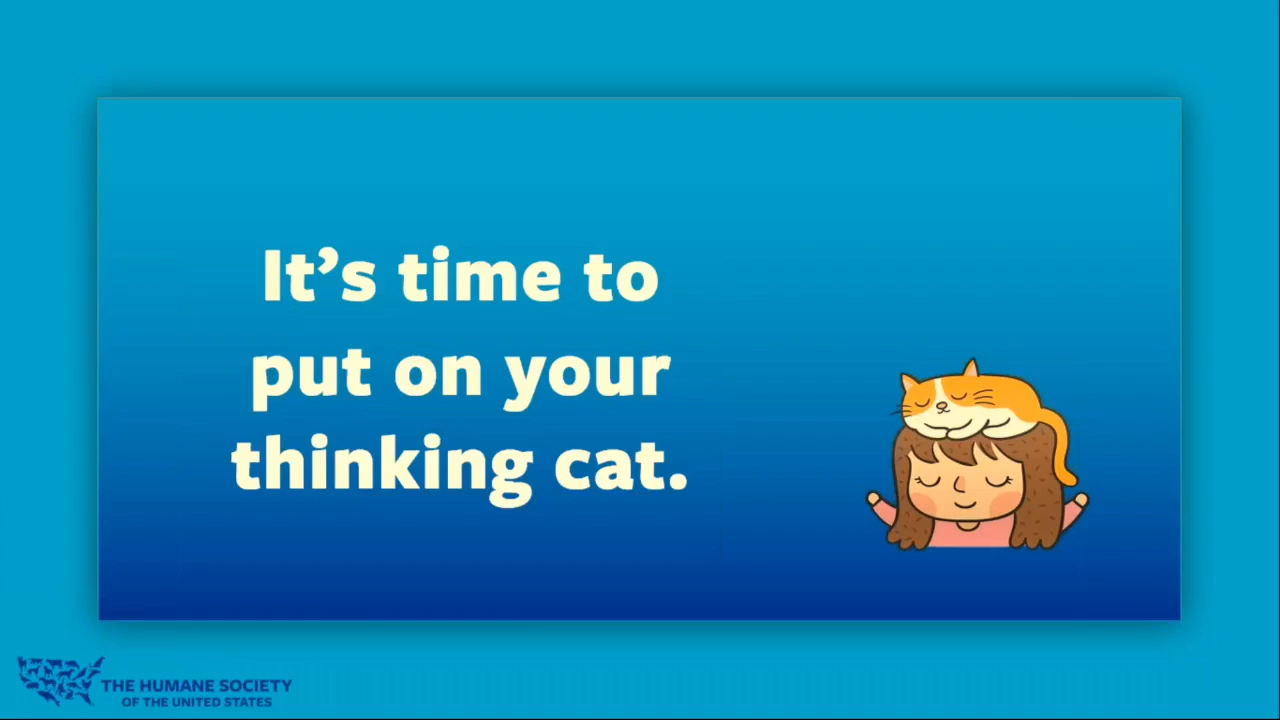 It’s time to
put on your
thinking cat.
THE HUMANE SOCIETY
OF THE UNITED STATES